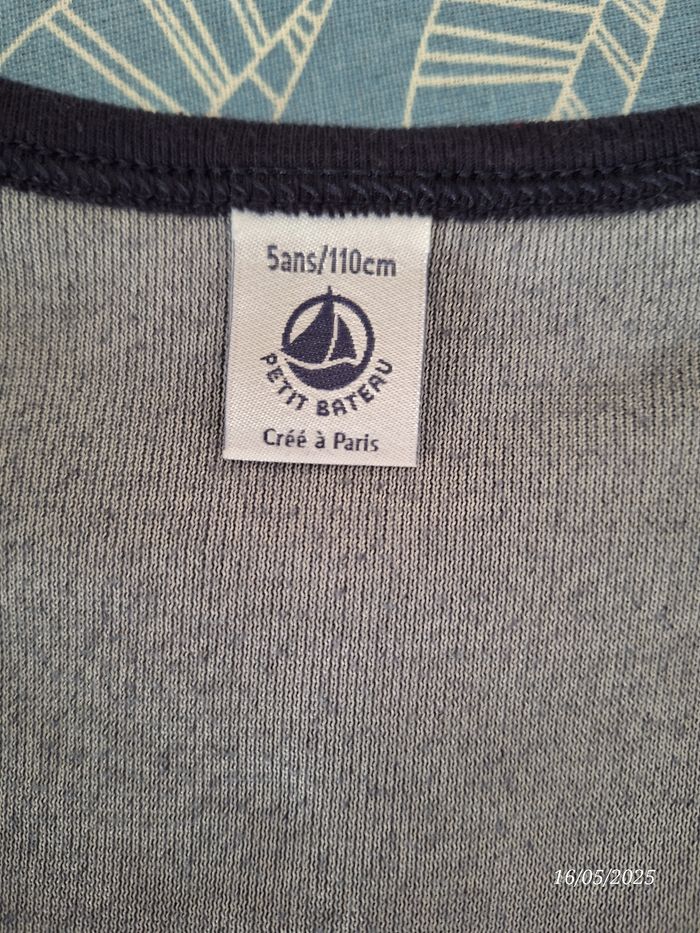 5ans/110cm
PETIT BATEAU
Créé à Paris
16/05/2025